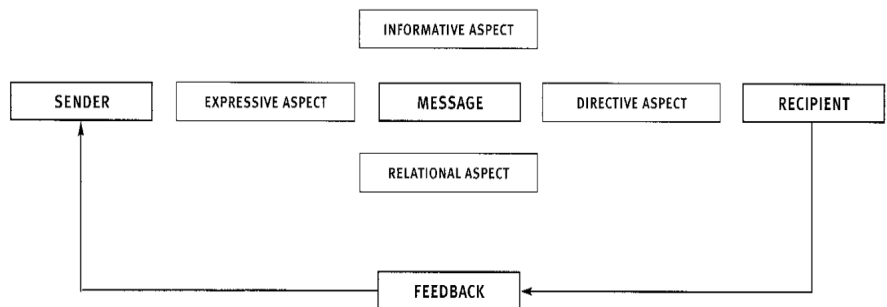 INFORMATIVE ASPECT
SENDER
EXPRESSIVE ASPECT
MESSAGE
DIRECTIVE ASPECT
RECIPIENT
RELATIONAL ASPECT
FEEDBACK